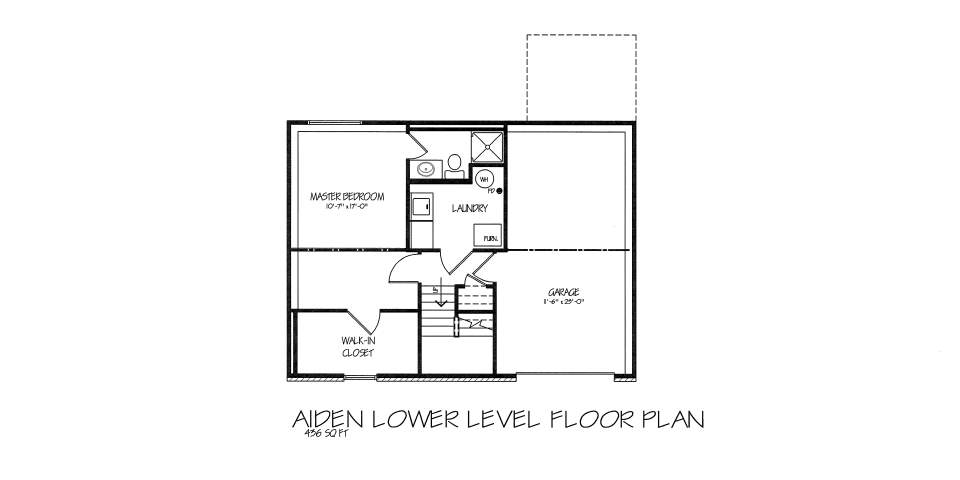 WH
FD
MASTER BEDROOM
10'-7" x 17'-0"
LAUNDRY
FURN.
UP
GARAGE
11'-6" x 23'-0"
WALK-IN
CLOSET
AIDEN LOWER LEVEL FLOOR PLAN
436 SQ FT